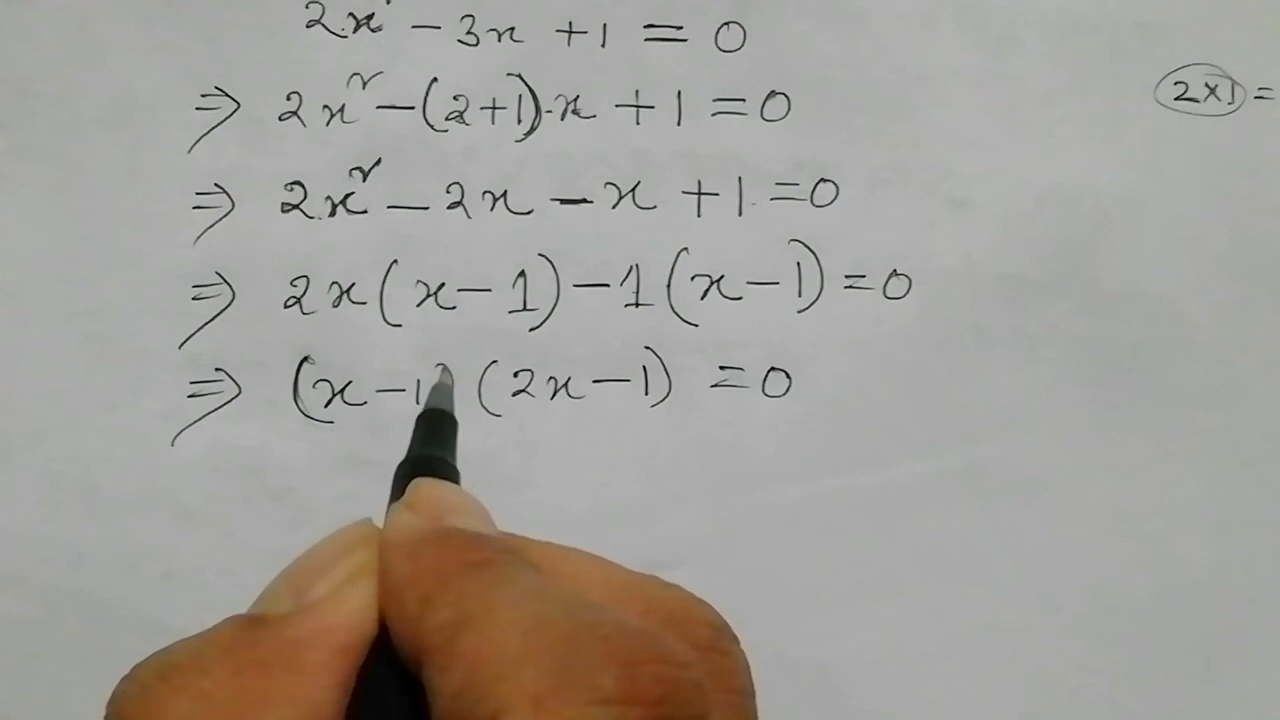 2x² - 3x + 1 = 0
⇒ 2x² - (2+1)·x + 1 = 0
2×1 =
⇒ 2x² - 2x - x + 1 = 0
⇒ 2x(x - 1) - 1(x - 1) = 0
⇒ (x - 1) (2x - 1) = 0